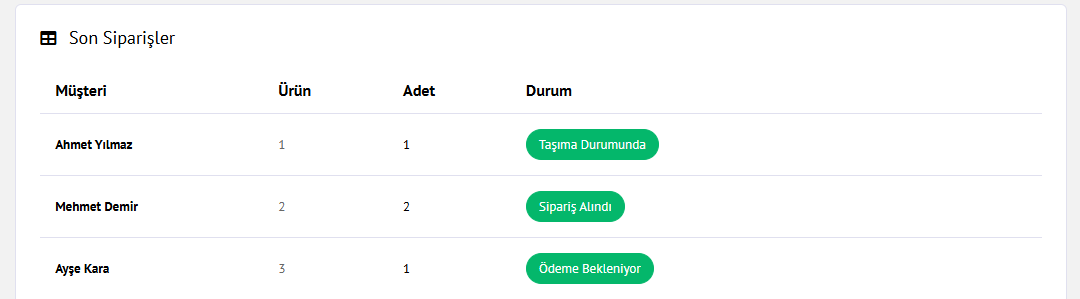 Son Siparişler
Müşteri Ürün Adet Durum
Ahmet Yılmaz 1 1 Taşıma Durumunda
Mehmet Demir 2 2 Sipariş Alındı
Ayşe Kara 3 1 Ödeme Bekleniyor